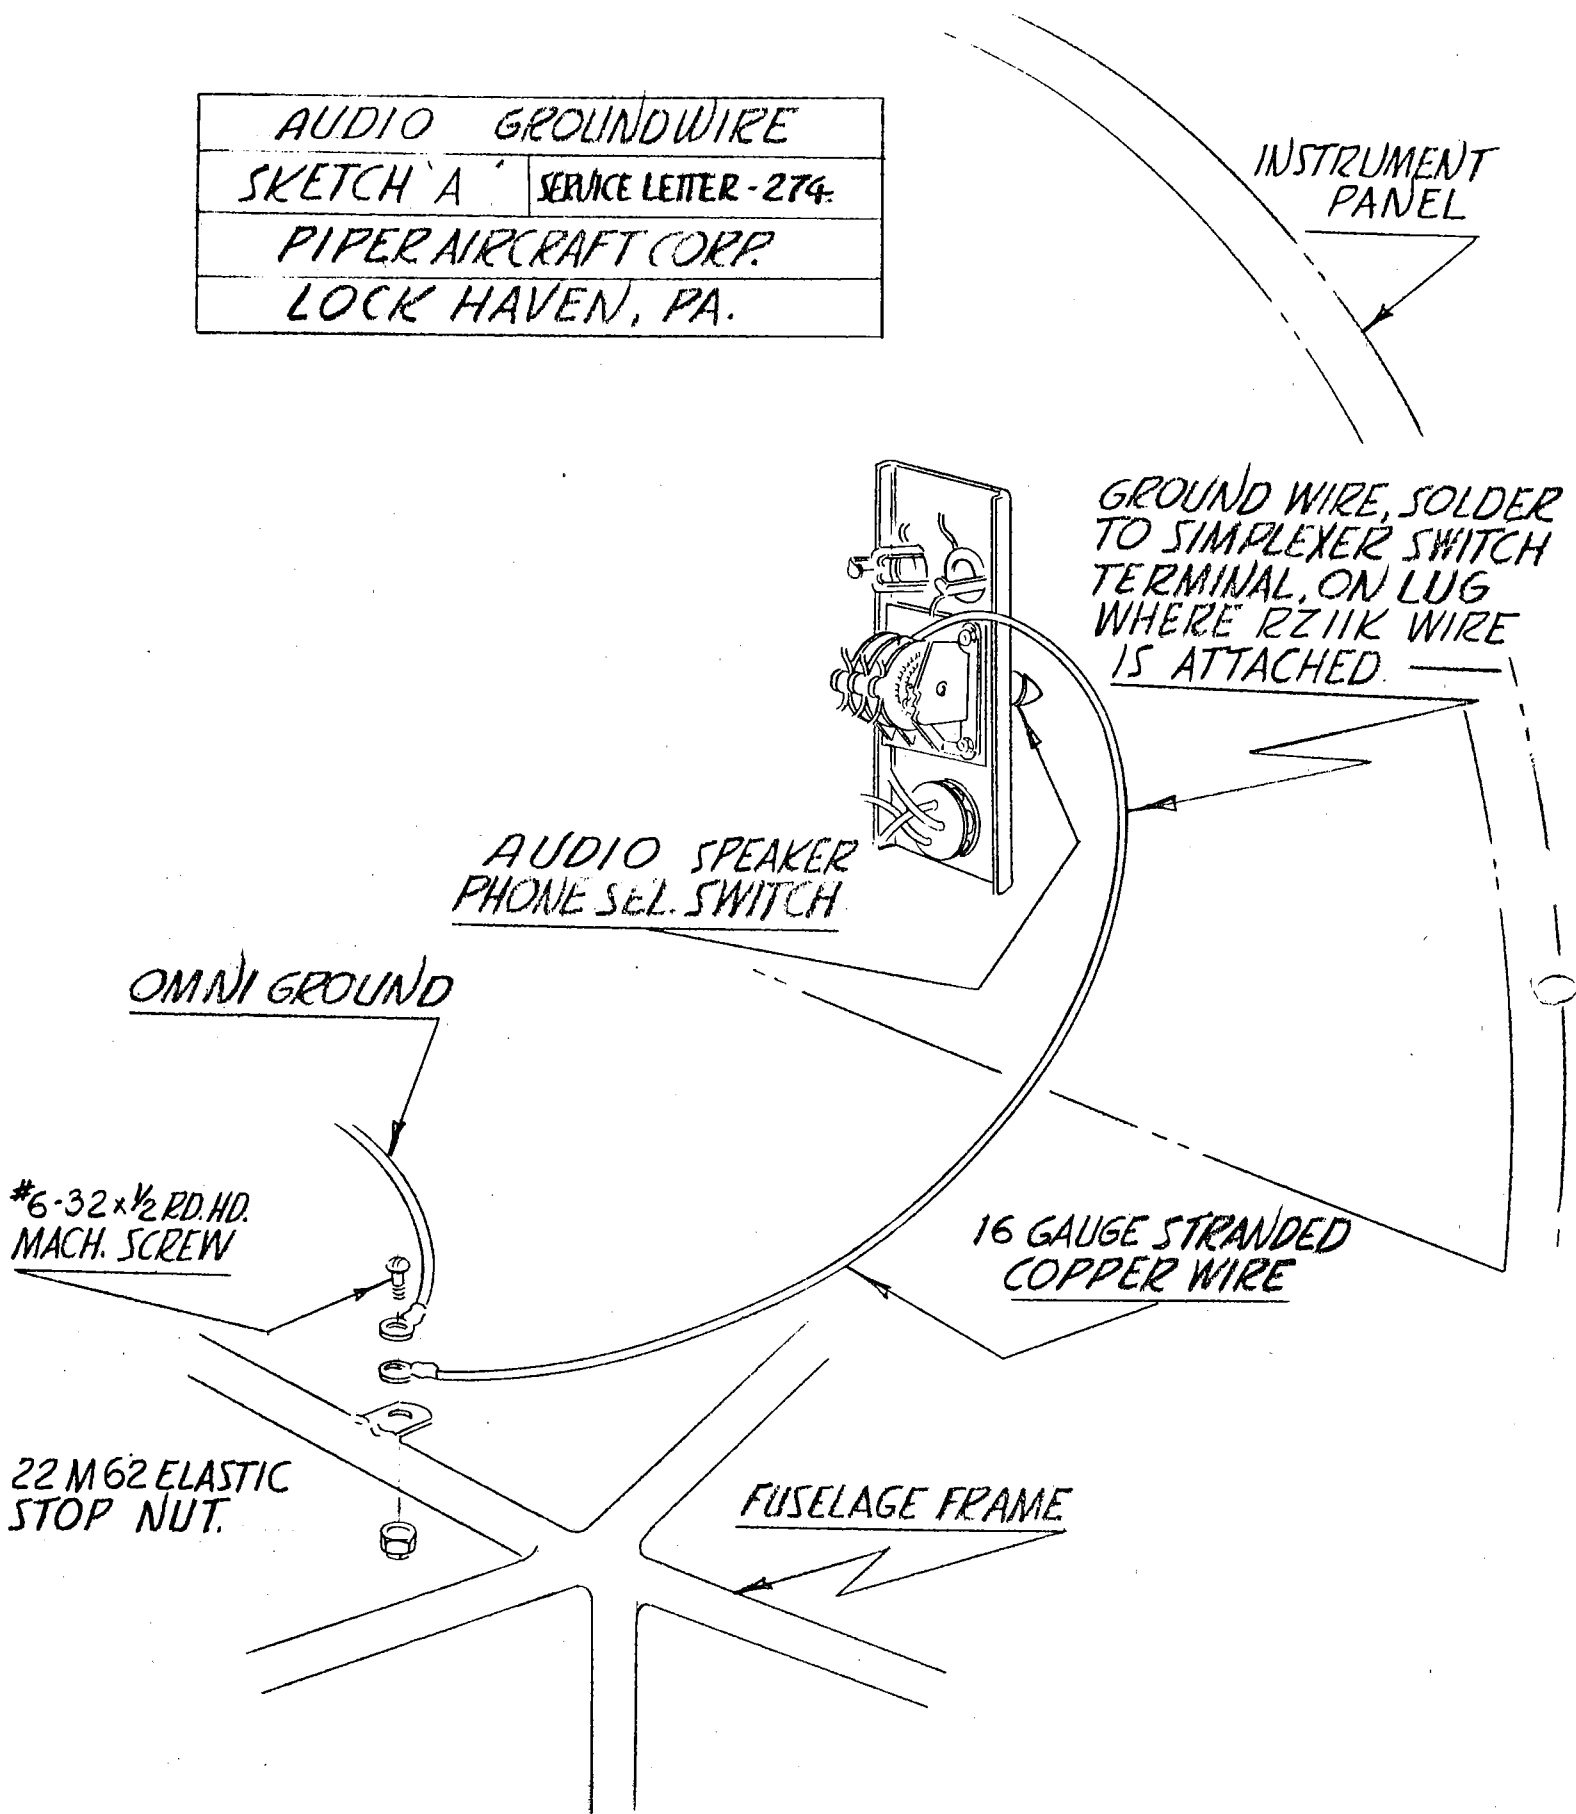 AUDIO GROUNDWIRE
SKETCH 'A' SERVICE LETTER-274.
PIPER AIRCRAFT CORP.
LOCK HAVEN, PA.
INSTRUMENT
PANEL
GROUND WIRE, SOLDER
TO SIMPLEXER SWITCH
TERMINAL, ON LUG
WHERE RZ11K WIRE
IS ATTACHED.
AUDIO SPEAKER
PHONE SEL. SWITCH
OMNI GROUND
#6-32 x 1/2 RD. HD.
MACH. SCREW
16 GAUGE STRANDED
COPPER WIRE
22 M 62 ELASTIC
STOP NUT.
FUSELAGE FRAME